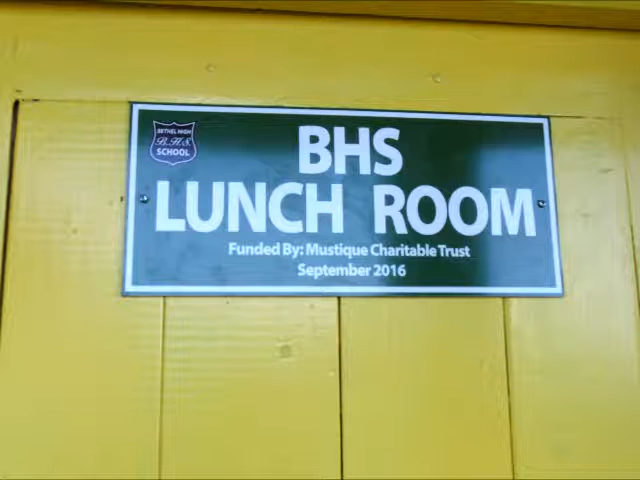 BETHEL HIGH
B.H.S
SCHOOL
BHS
LUNCH ROOM
Funded By: Mustique Charitable Trust
September 2016